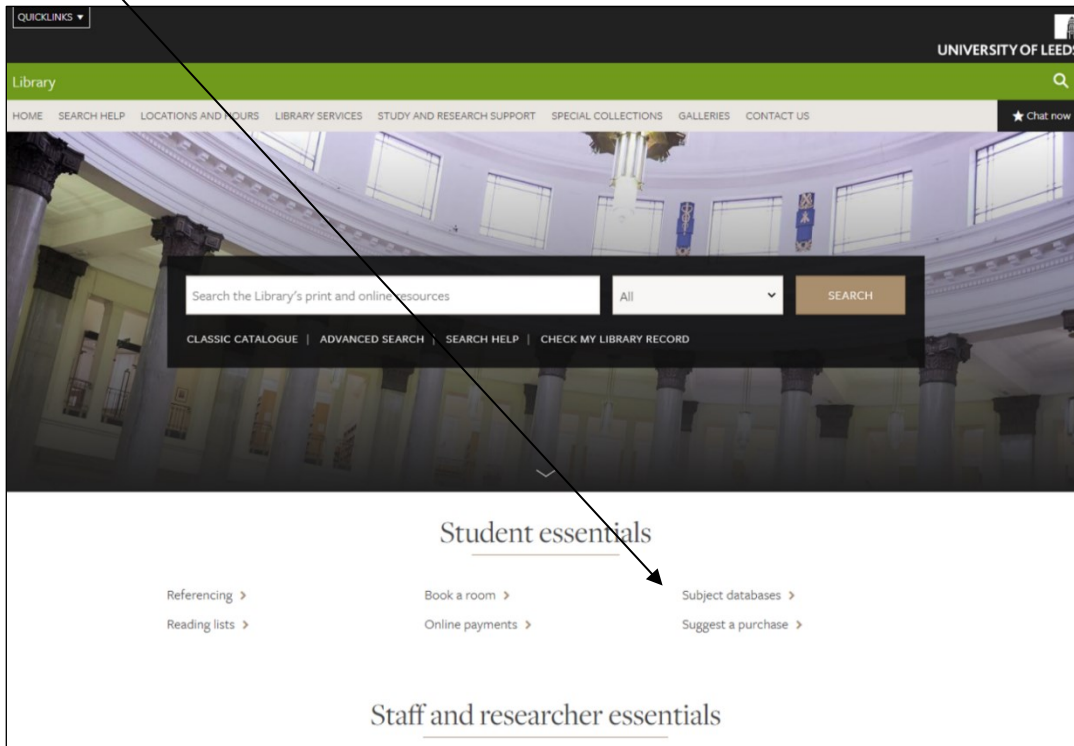 QUICKLINKS ▼
UNIVERSITY OF LEEDS
Library
HOME SEARCH HELP LOCATIONS AND HOURS LIBRARY SERVICES STUDY AND RESEARCH SUPPORT SPECIAL COLLECTIONS GALLERIES CONTACT US ★ Chat now
Search the Library's print and online resources All SEARCH
CLASSIC CATALOGUE | ADVANCED SEARCH | SEARCH HELP | CHECK MY LIBRARY RECORD
Student essentials
Referencing > Book a room > Subject databases >
Reading lists > Online payments > Suggest a purchase >
Staff and researcher essentials